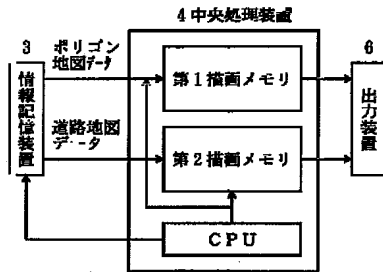 4中央処理装置
3
ポリゴン
地図データ
情報記憶装置
第1描画メモリ
6
出力装置
道路地図
データ
第2描画メモリ
CPU